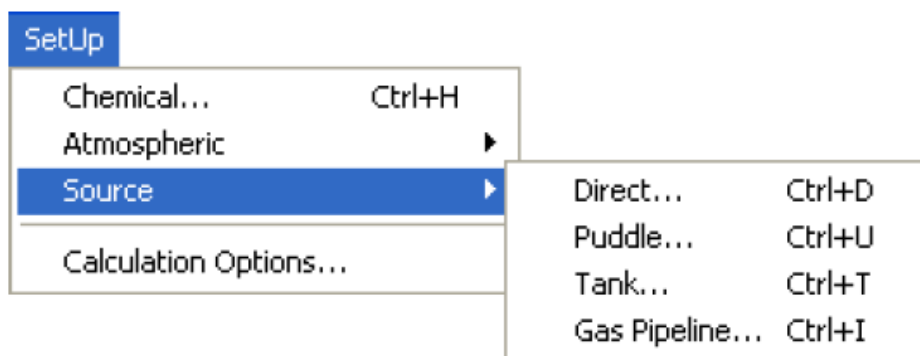 SetUp
Chemical... Ctrl+H
Atmospheric
Source
Calculation Options...
Direct... Ctrl+D
Puddle... Ctrl+U
Tank... Ctrl+T
Gas Pipeline... Ctrl+I